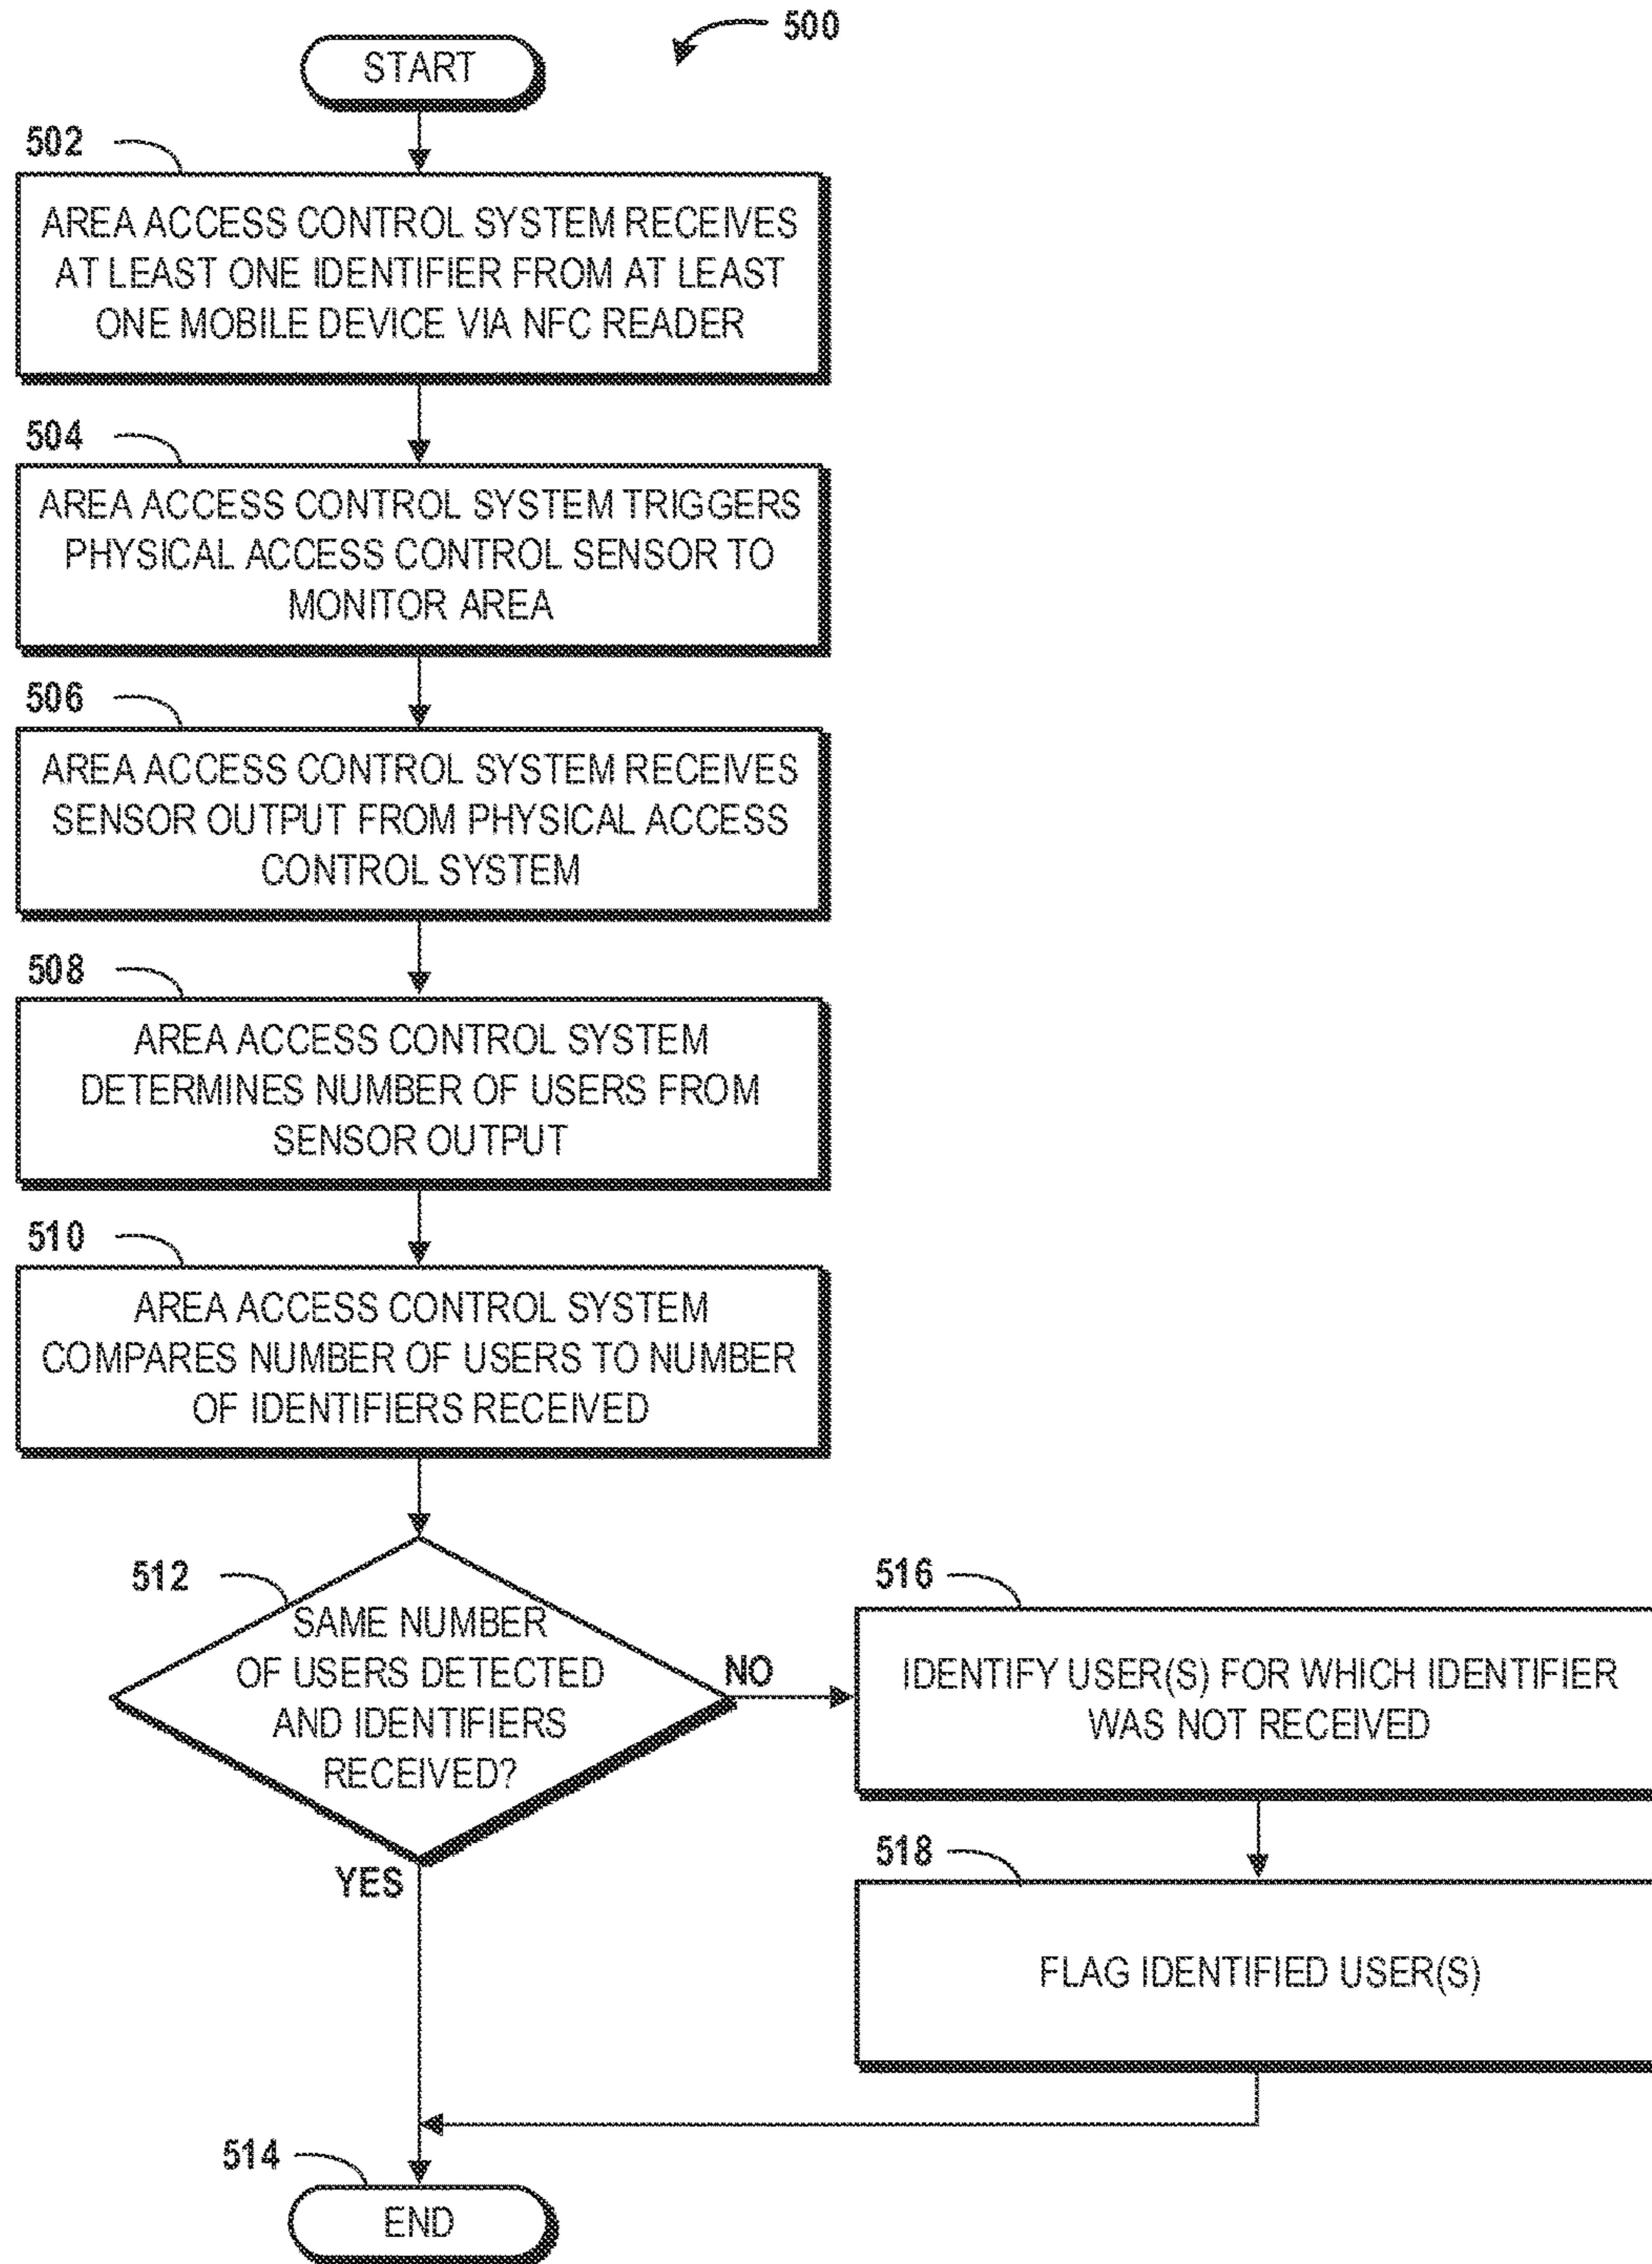 500
START
502
AREA ACCESS CONTROL SYSTEM RECEIVES
AT LEAST ONE IDENTIFIER FROM AT LEAST
ONE MOBILE DEVICE VIA NFC READER
504
AREA ACCESS CONTROL SYSTEM TRIGGERS
PHYSICAL ACCESS CONTROL SENSOR TO
MONITOR AREA
506
AREA ACCESS CONTROL SYSTEM RECEIVES
SENSOR OUTPUT FROM PHYSICAL ACCESS
CONTROL SYSTEM
508
AREA ACCESS CONTROL SYSTEM
DETERMINES NUMBER OF USERS FROM
SENSOR OUTPUT
510
AREA ACCESS CONTROL SYSTEM
COMPARES NUMBER OF USERS TO NUMBER
OF IDENTIFIERS RECEIVED
512
SAME NUMBER
OF USERS DETECTED
AND IDENTIFIERS
RECEIVED?
NO
YES
516
IDENTIFY USER(S) FOR WHICH IDENTIFIER
WAS NOT RECEIVED
518
FLAG IDENTIFIED USER(S)
514
END